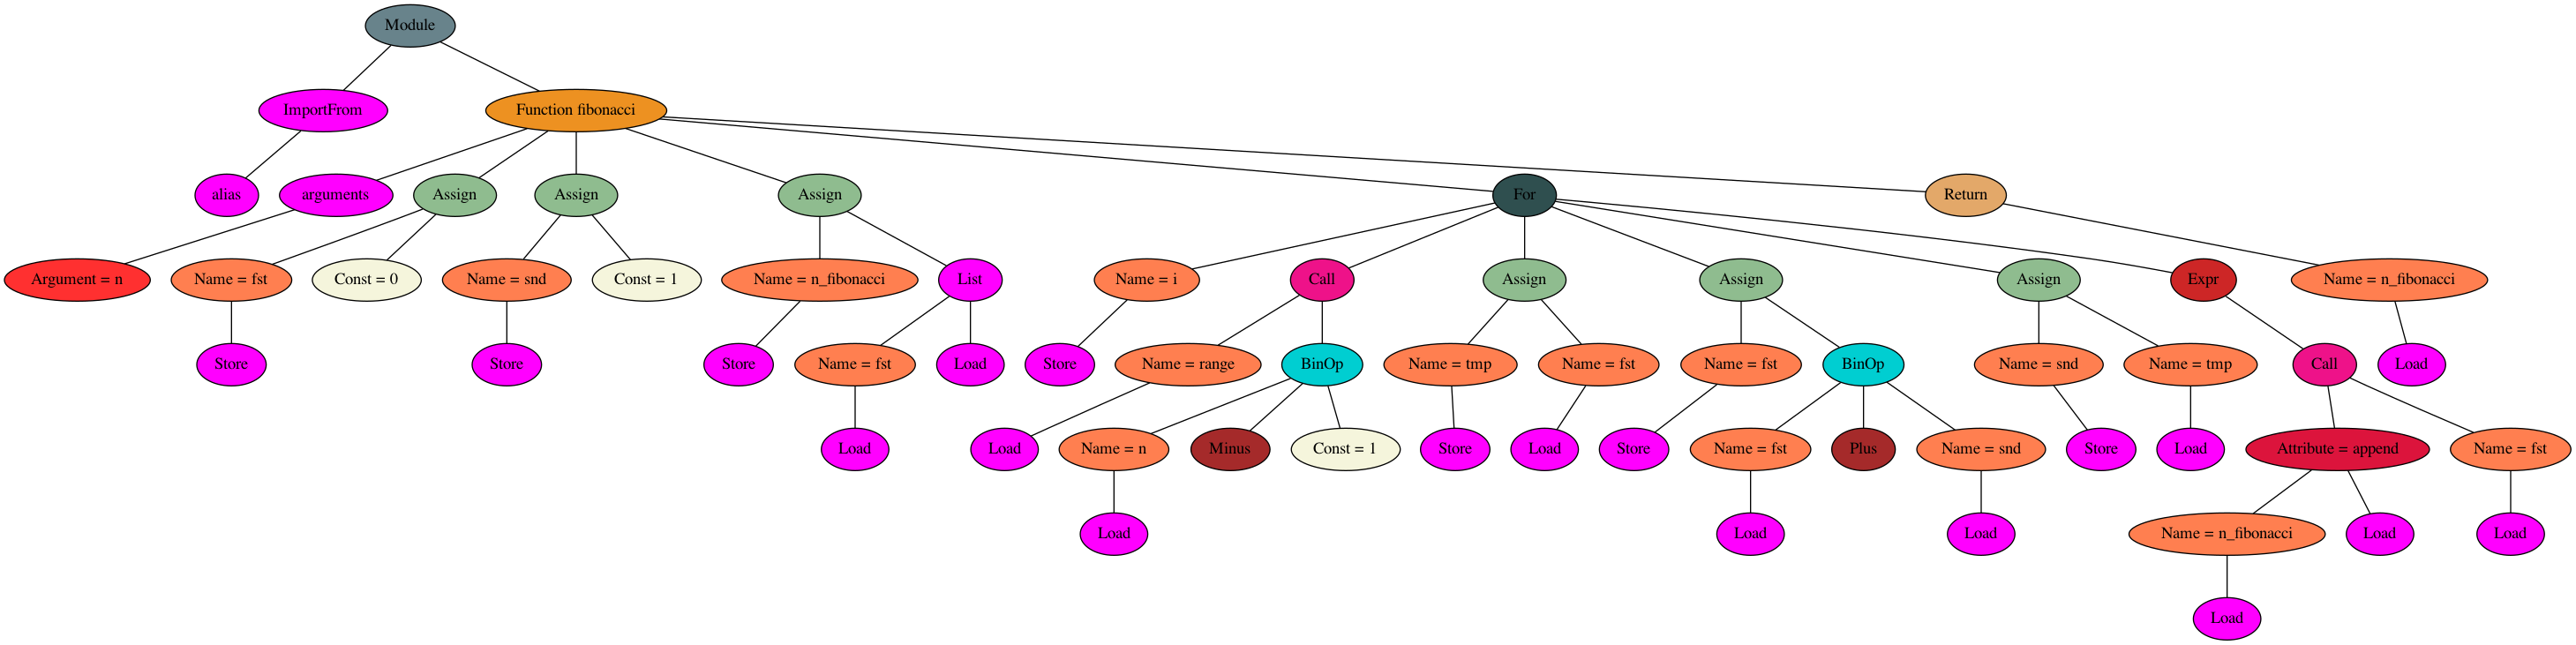 Module
ImportFrom
Function fibonacci
alias
arguments
Assign
Assign
Assign
For
Return
Argument = n
Name = fst
Const = 0
Name = snd
Const = 1
Name = n_fibonacci
List
Name = i
Call
Assign
Assign
Assign
Expr
Name = n_fibonacci
Store
Store
Store
Name = fst
Load
Store
Name = range
BinOp
Name = tmp
Name = fst
Name = fst
BinOp
Name = snd
Name = tmp
Call
Load
Load
Load
Name = n
Minus
Const = 1
Store
Load
Store
Name = fst
Plus
Name = snd
Store
Load
Attribute = append
Name = fst
Load
Load
Load
Name = n_fibonacci
Load
Load
Load